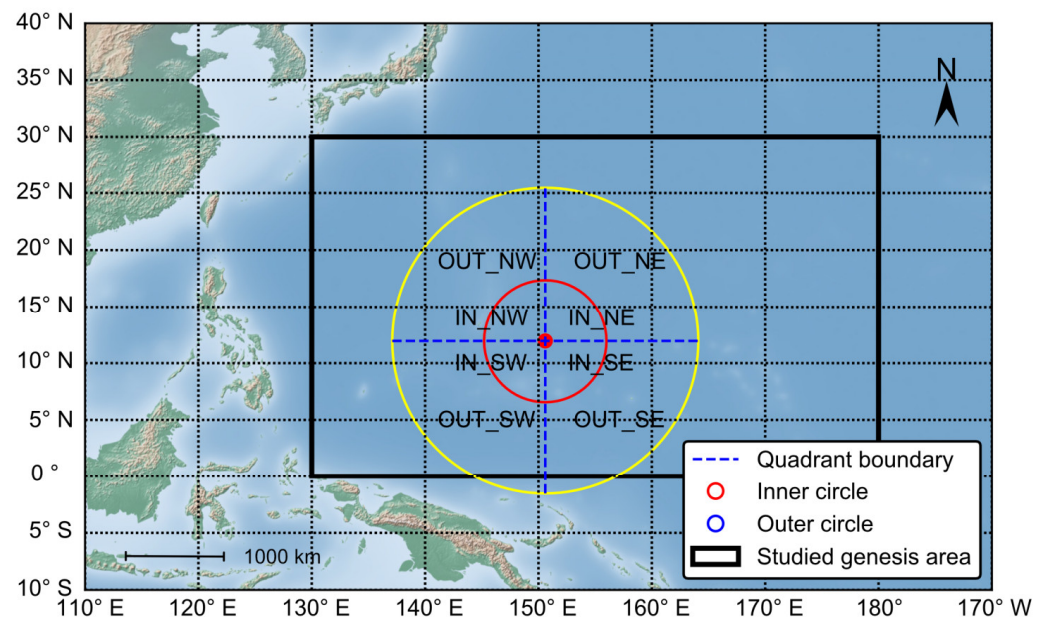 40° N
35° N
30° N
25° N
20° N
15° N
10° N
5° N
0 °
5° S
10° S
N
OUT_NW OUT_NE
IN_NW IN_NE
IN_SW IN_SE
OUT_SW OUT_SE
Quadrant boundary
Inner circle
Outer circle
Studied genesis area
1000 km
110° E 120° E 130° E 140° E 150° E 160° E 170° E 180° 170° W